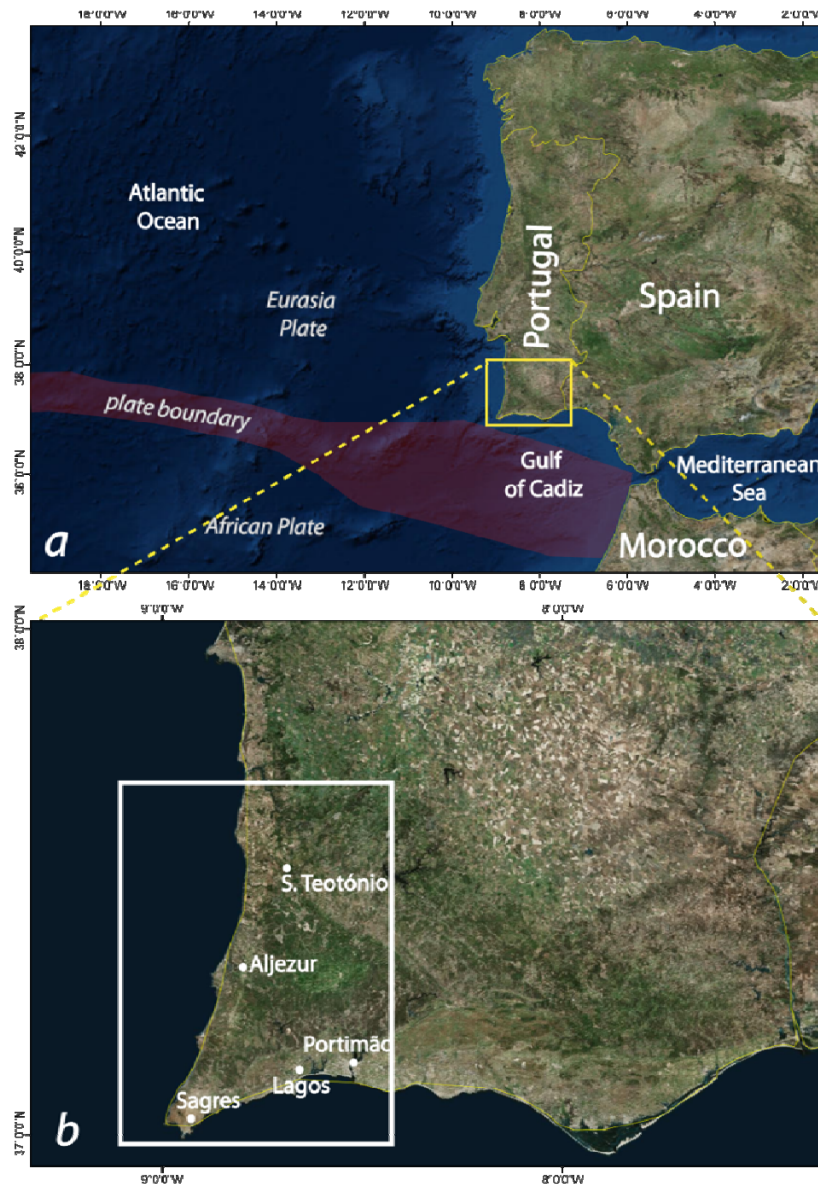 18°0'0"W 16°0'0"W 14°0'0"W 12°0'0"W 10°0'0"W 8°0'0"W 6°0'0"W 4°0'0"W 2°0'0"W
42°0'0"N
40°0'0"N
38°0'0"N
36°0'0"N
Atlantic
Ocean
Eurasia
Plate
Portugal
Spain
plate boundary
Gulf
of Cadiz
Mediterranean
Sea
African Plate
Morocco
a
18°0'0"W 16°0'0"W 14°0'0"W 12°0'0"W 10°0'0"W 8°0'0"W 6°0'0"W 4°0'0"W 2°0'0"W
9°0'0"W 8°0'0"W
38°0'0"N
S. Teotónio
Aljezur
Portimão
Lagos
Sagres
b
37°0'0"N
9°0'0"W 8°0'0"W